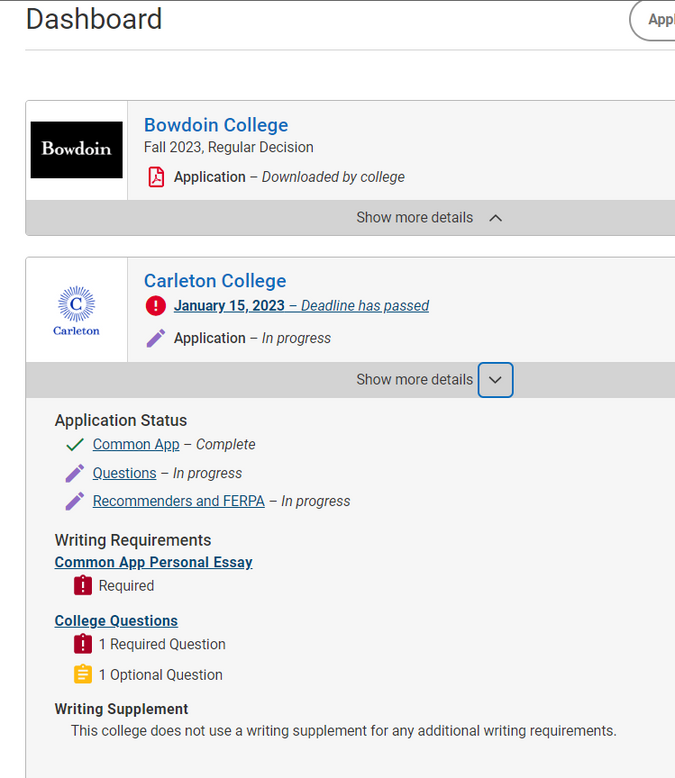 Dashboard
Appl
Bowdoin
Bowdoin College
Fall 2023, Regular Decision
Application – Downloaded by college
Show more details
C
Carleton
Carleton College
January 15, 2023 – Deadline has passed
Application – In progress
Show more details
Application Status
Common App – Complete
Questions – In progress
Recommenders and FERPA – In progress
Writing Requirements
Common App Personal Essay
Required
College Questions
1 Required Question
1 Optional Question
Writing Supplement
This college does not use a writing supplement for any additional writing requirements.